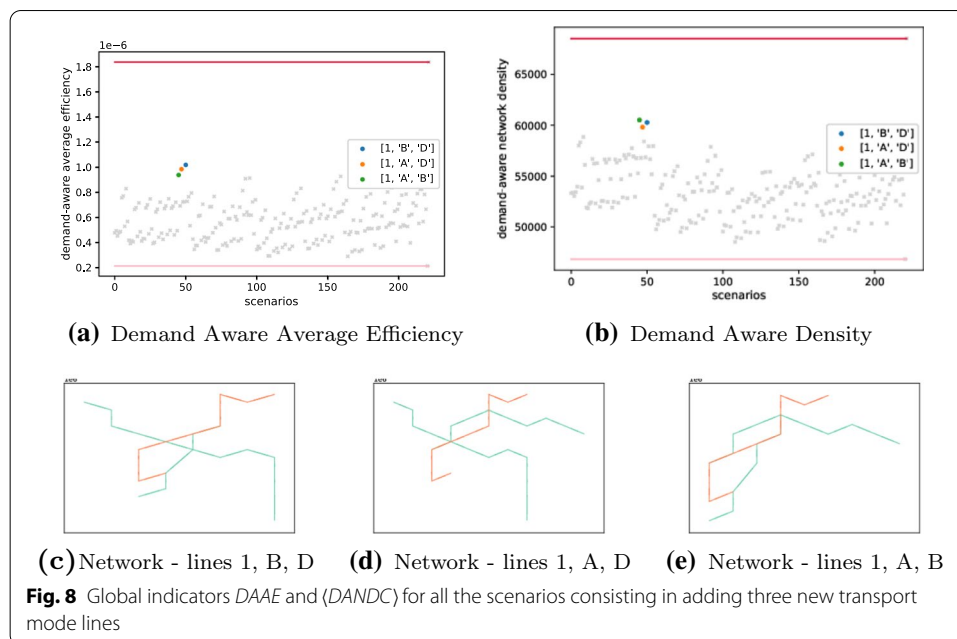 1e−6
demand-aware average efficiency
1.8
1.6
1.4
1.2
1.0
0.8
0.6
0.4
0.2
0
50
100
150
200
scenarios
[1, 'B', 'D']
[1, 'A', 'D']
[1, 'A', 'B']
(a) Demand Aware Average Efficiency
demand-aware network density
65000
60000
55000
50000
0
50
100
150
200
scenarios
[1, 'B', 'D']
[1, 'A', 'D']
[1, 'A', 'B']
(b) Demand Aware Density
(c) Network - lines 1, B, D
(d) Network - lines 1, A, D
(e) Network - lines 1, A, B
Fig. 8 Global indicators DAAE and ⟨DANDC⟩ for all the scenarios consisting in adding three new transport
mode lines